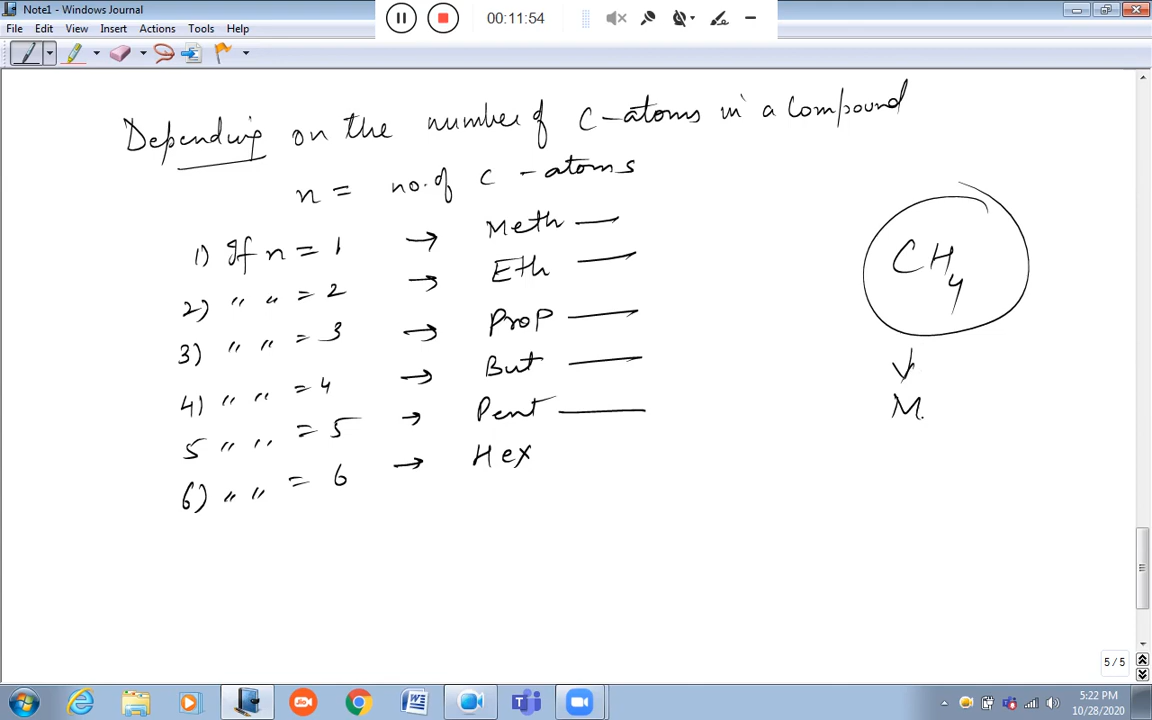 Note1 - Windows Journal
00:11:54
File Edit View Insert Actions Tools Help
Depending on the number of C-atoms in a compound
n = no. of C - atoms
1) If n = 1 → Meth —
2) " " = 2 → Eth —
3) " " = 3 → ProP —
4) " " = 4 → But —
5 " " = 5 → Pent —
6) " " = 6 → Hex
CH4
↓
M
5 / 5
5:22 PM
10/28/2020